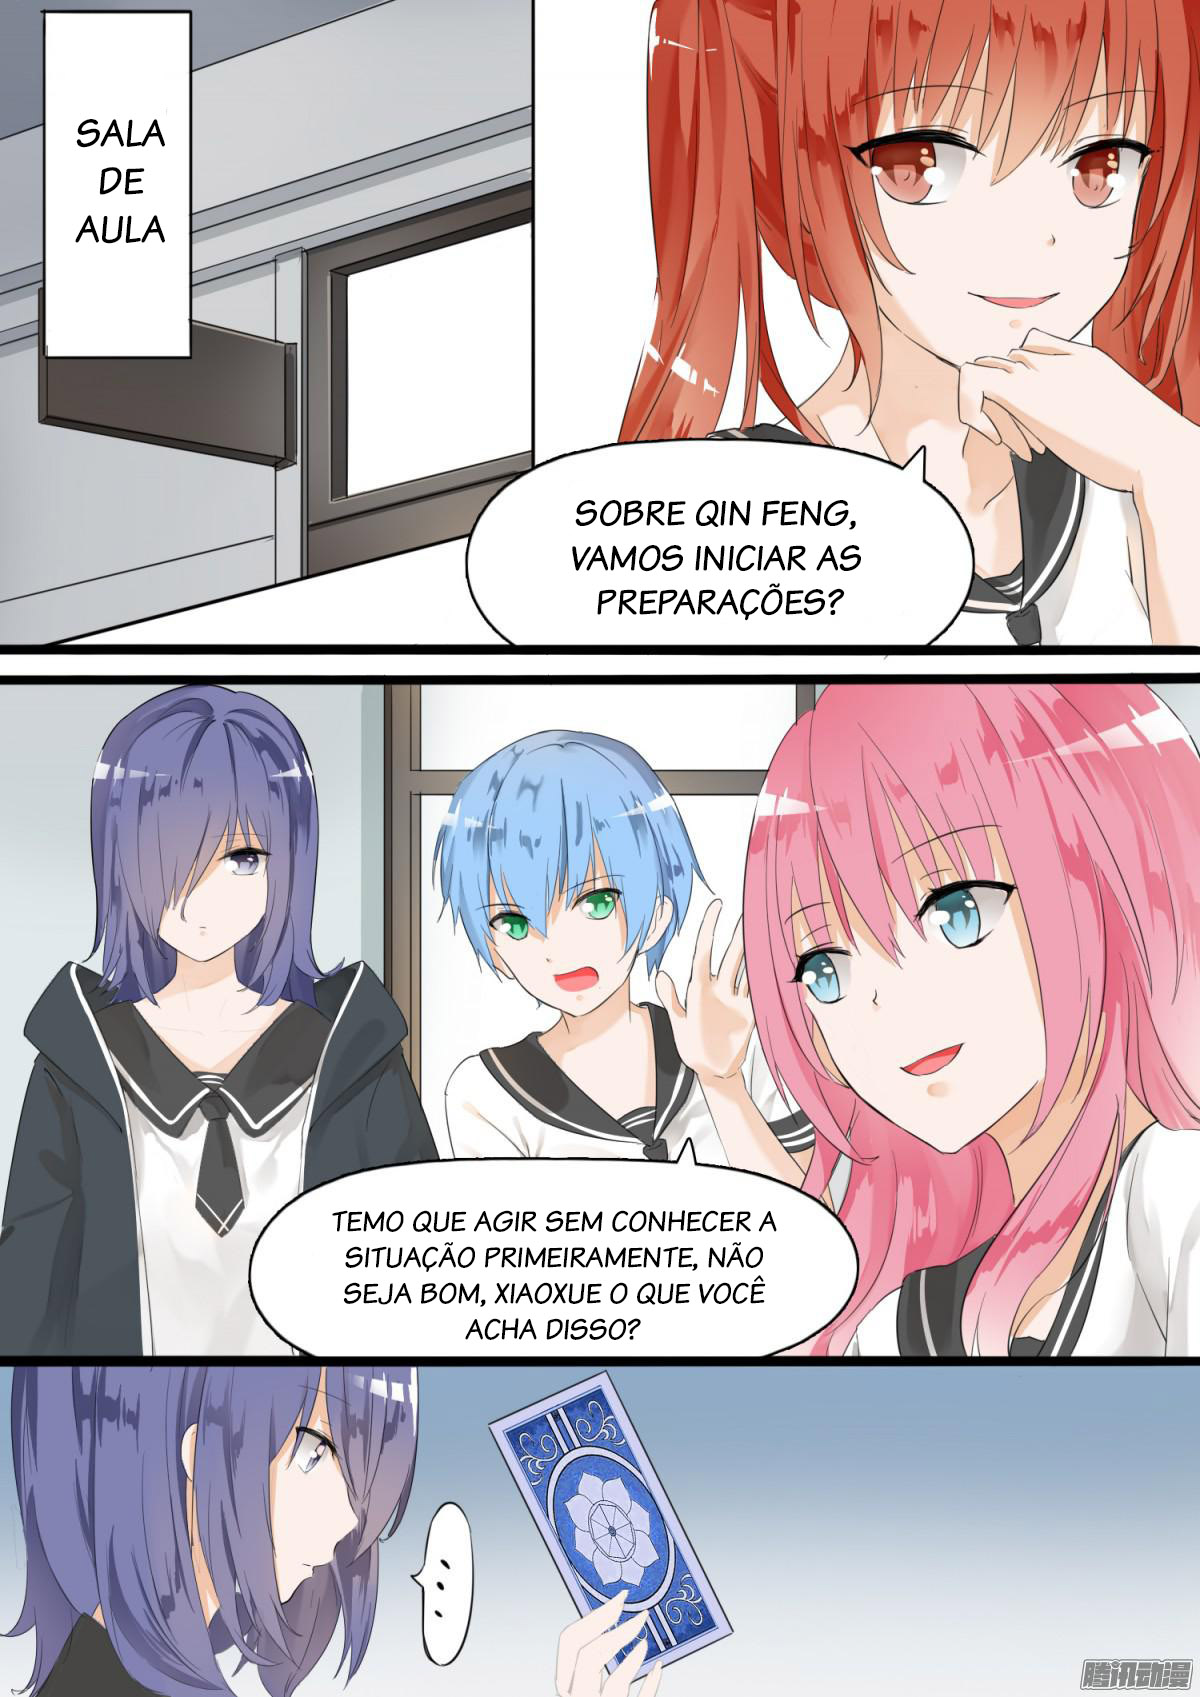 SALA
DE
AULA
SOBRE QIN FENG,
VAMOS INICIAR AS
PREPARAÇÕES?
TEMO QUE AGIR SEM CONHECER A
SITUAÇÃO PRIMEIRAMENTE, NÃO
SEJA BOM, XIAOXUE O QUE VOCÊ
ACHA DISSO?
...
腾讯动漫